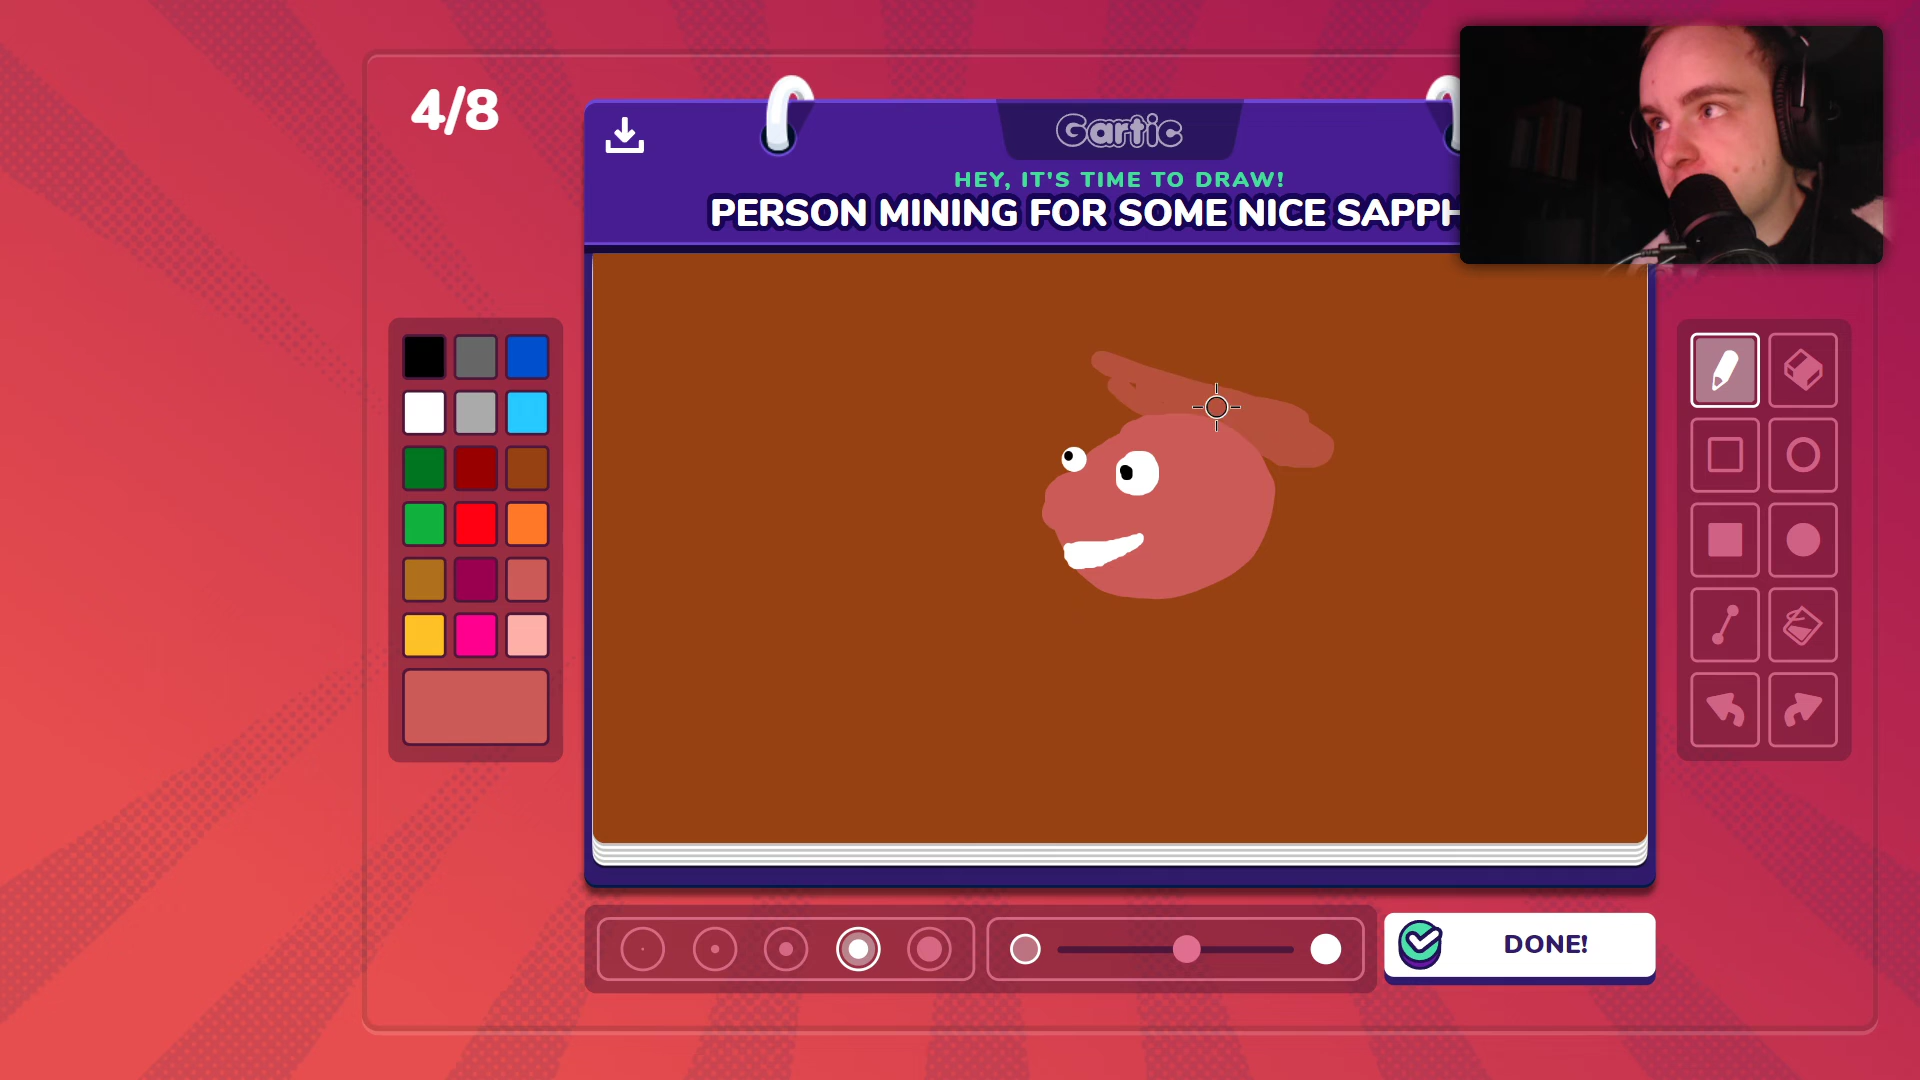 4/8
Gartic
HEY, IT'S TIME TO DRAW!
PERSON MINING FOR SOME NICE SAPPH
DONE!